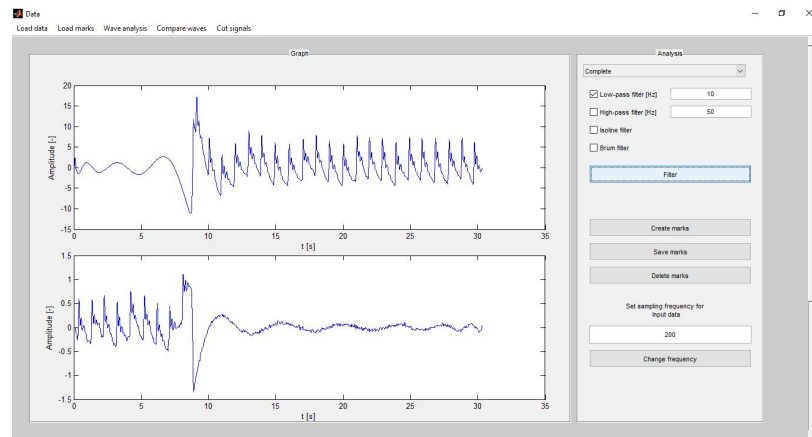 Data
Load data Load marks Wave analysis Compare waves Cut signals
Graph
20
15
10
5
0
-5
-10
-15
Amplitude [-]
0 5 10 15 20 25 30 35
t [s]
1.5
1
0.5
0
-0.5
-1
-1.5
Amplitude [-]
0 5 10 15 20 25 30 35
t [s]
Analysis
Complete
Low-pass filter [Hz] 10
High-pass filter [Hz] 50
Isoline filter
Brum filter
Filter
Create marks
Save marks
Delete marks
Set sampling frequency for
Input data
200
Change frequency